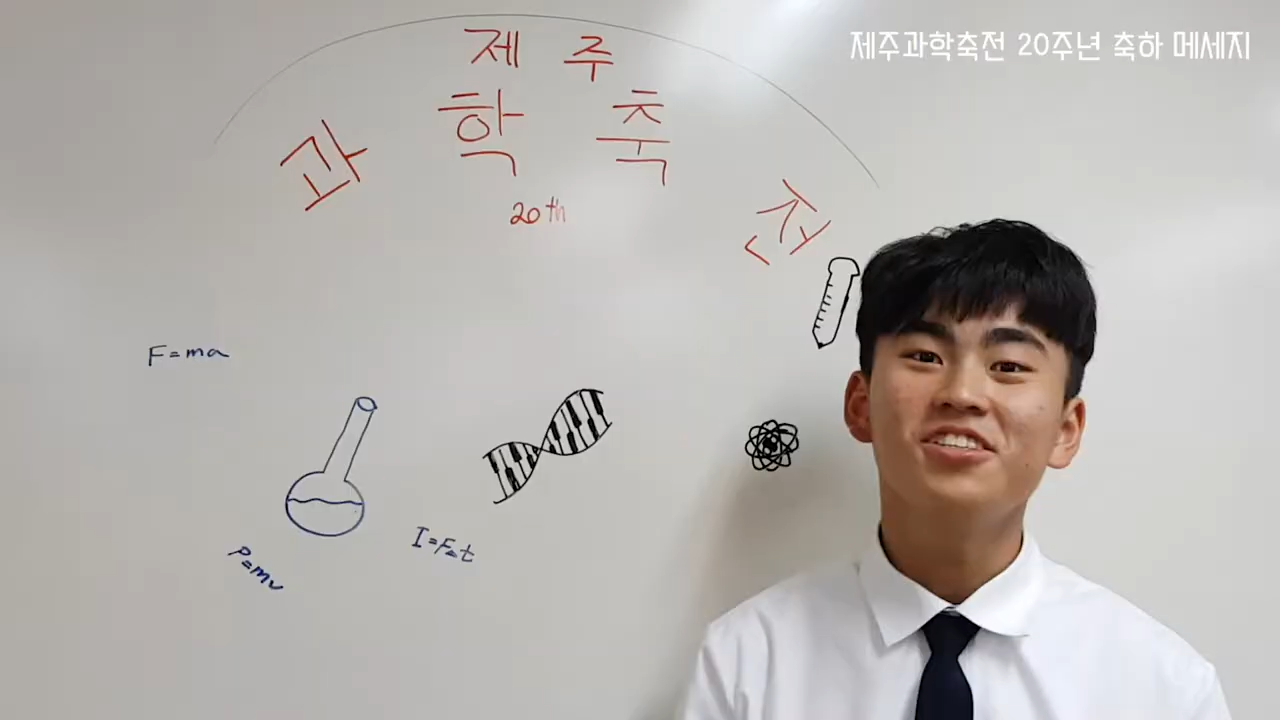 제주과학축전 20주년 축하 메세지
제 주
과 학 축 전
20th
F=ma
P=mv
I=F=t